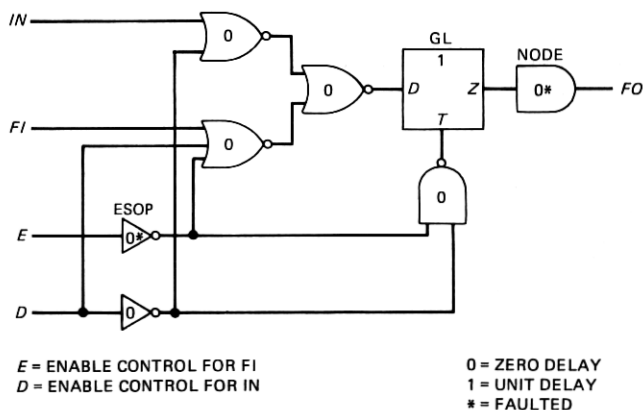 IN
0
GL
1
NODE
0
D
Z
0*
FO
T
FI
0
0
ESOP
E
0*
D
0
E = ENABLE CONTROL FOR FI
D = ENABLE CONTROL FOR IN
0 = ZERO DELAY
1 = UNIT DELAY
* = FAULTED